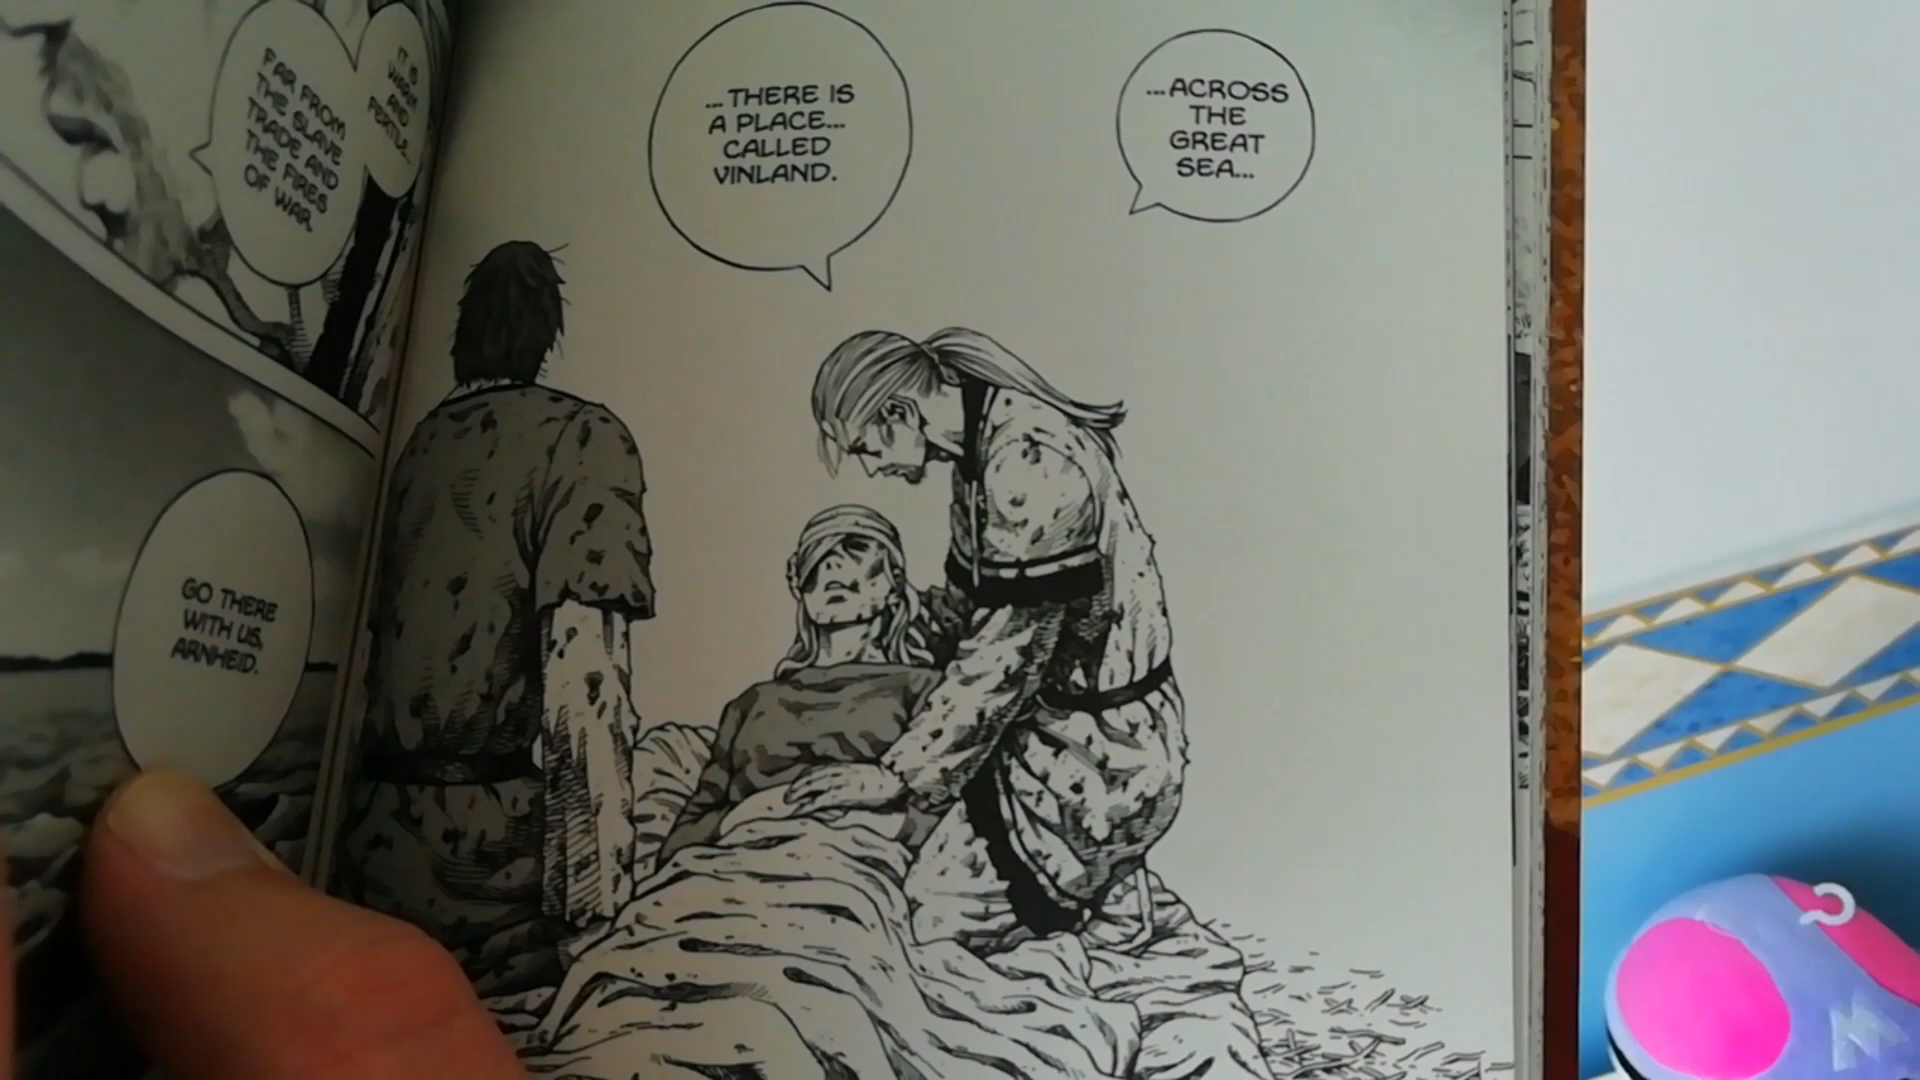 ...ACROSS
THE
GREAT
SEA...
...THERE IS
A PLACE...
CALLED
VINLAND.
IT IS
WARM
AND
FERTILE...
FAR FROM
THE SLAVE
TRADE AND
THE FIRES
OF WAR.
GO THERE
WITH US,
ARNHEID.